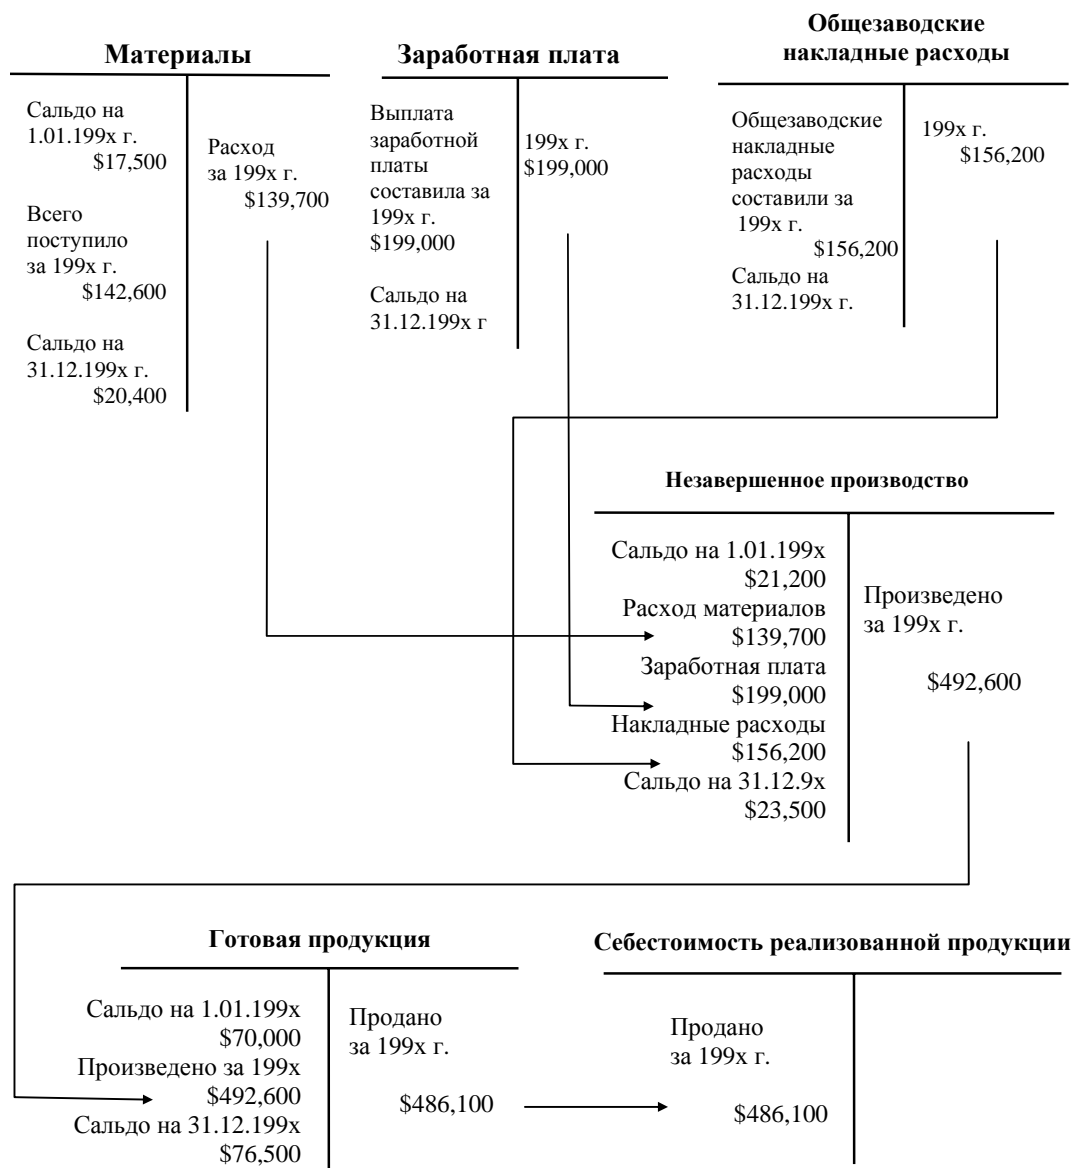 Материалы
Сальдо на
1.01.199х г.
$17,500
Всего
поступило
за 199х г.
$142,600
Сальдо на
31.12.199х г.
$20,400
Расход
за 199х г.
$139,700
Заработная плата
Выплата
заработной
платы
составила за
199х г.
$199,000
Сальдо на
31.12.199х г
199х г.
$199,000
Общезаводские
накладные расходы
Общезаводские
накладные
расходы
составили за
199х г.
$156,200
Сальдо на
31.12.199х г.
199х г.
$156,200
Незавершенное производство
Сальдо на 1.01.199х
$21,200
Расход материалов
$139,700
Заработная плата
$199,000
Накладные расходы
$156,200
Сальдо на 31.12.9х
$23,500
Произведено
за 199х г.
$492,600
Готовая продукция
Сальдо на 1.01.199х
$70,000
Произведено за 199х
$492,600
Сальдо на 31.12.199х
$76,500
Продано
за 199х г.
$486,100
Себестоимость реализованной продукции
Продано
за 199х г.
$486,100